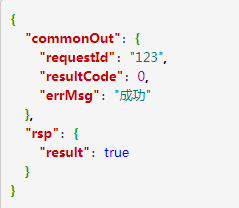 {
  "commonOut": {
    "requestId": "123",
    "resultCode": 0,
    "errMsg": "成功"
  },
  "rsp": {
    "result": true
  }
}